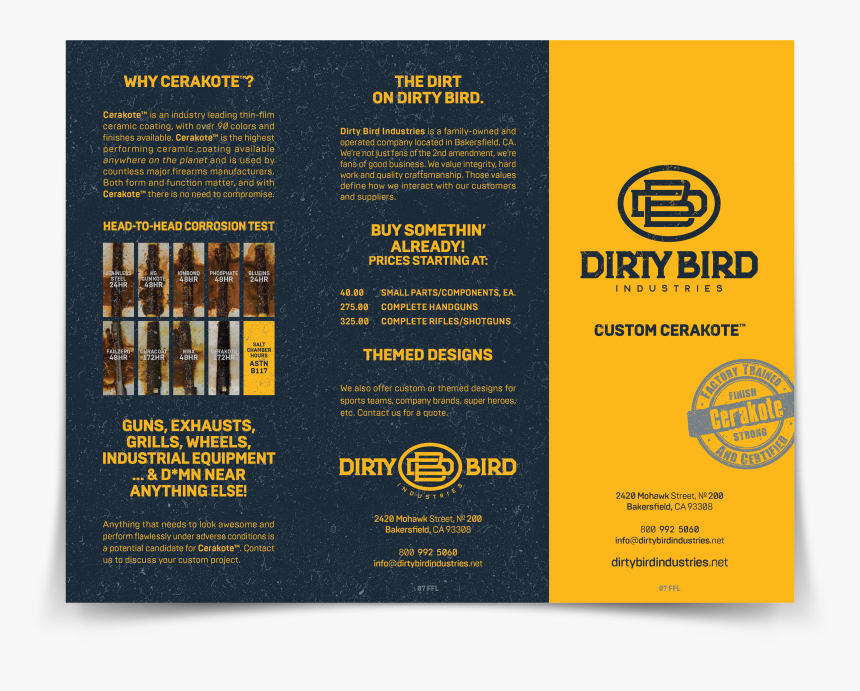 WHY CERAKOTE™?
Cerakote™ is an industry leading thin-film
ceramic coating, with over 90 colors and
finishes available. Cerakote™ is the highest
performing ceramic coating available
anywhere on the planet and is used by
countless major firearms manufacturers.
Both form and function matter, and with
Cerakote™ there is no need to compromise.
HEAD-TO-HEAD CORROSION TEST
STAINLESS
STEEL
24HR
KG
GUNKOTE
48HR
IONBOND
48HR
PHOSPHATE
48HR
BLUEING
24HR
FAILZERO
48HR
DURACOAT
172HR
NIBX
48HR
CERAKOTE
172HR
SALT
CHAMBER
HOURS
ASTN
B117
GUNS, EXHAUSTS,
GRILLS, WHEELS,
INDUSTRIAL EQUIPMENT
... & D*MN NEAR
ANYTHING ELSE!
Anything that needs to look awesome and
perform flawlessly under adverse conditions is
a potential candidate for Cerakote™. Contact
us to discuss your custom project.
THE DIRT
ON DIRTY BIRD.
Dirty Bird Industries is a family-owned and
operated company located in Bakersfield, CA.
We're not just fans of the 2nd amendment, we're
fans of good business. We value integrity, hard
work and quality craftsmanship. Those values
define how we interact with our customers
and suppliers.
BUY SOMETHIN'
ALREADY!
PRICES STARTING AT:
40.00 SMALL PARTS/COMPONENTS, EA.
275.00 COMPLETE HANDGUNS
325.00 COMPLETE RIFLES/SHOTGUNS
THEMED DESIGNS
We also offer custom or themed designs for
sports teams, company brands, super heroes,
etc. Contact us for a quote.
DIRTY DB BIRD
INDUSTRIES
2420 Mohawk Street, № 200
Bakersfield, CA 93308
800 992 5060
info@dirtybirdindustries.net
07 FFL
DB
DIRTY BIRD
INDUSTRIES
CUSTOM CERAKOTE™
FACTORY TRAINED
FINISH
Cerakote
STRONG
AND CERTIFIED
2420 Mohawk Street, № 200
Bakersfield, CA 93308
800 992 5060
info@dirtybirdindustries.net
dirtybirdindustries.net
07 FFL